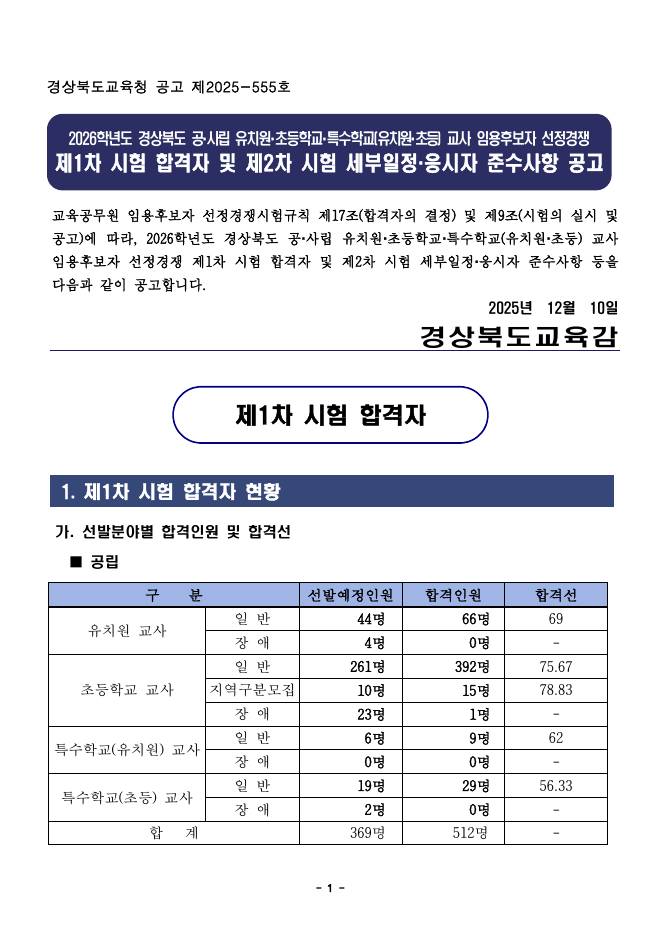 경상북도교육청 공고 제2025-555호
2026학년도 경상북도 공·사립 유치원·초등학교·특수학교(유치원·초등) 교사 임용후보자 선정경쟁
제1차 시험 합격자 및 제2차 시험 세부일정·응시자 준수사항 공고
교육공무원 임용후보자 선정경쟁시험규칙 제17조(합격자의 결정) 및 제9조(시험의 실시 및
공고)에 따라, 2026학년도 경상북도 공·사립 유치원·초등학교·특수학교(유치원·초등) 교사
임용후보자 선정경쟁 제1차 시험 합격자 및 제2차 시험 세부일정·응시자 준수사항 등을
다음과 같이 공고합니다.
2025년 12월 10일
경상북도교육감
제1차 시험 합격자
1. 제1차 시험 합격자 현황
가. 선발분야별 합격인원 및 합격선
■ 공립
구 분 선발예정인원 합격인원 합격선
유치원 교사 일 반 44명 66명 69
장 애 4명 0명 -
초등학교 교사 일 반 261명 392명 75.67
지역구분모집 10명 15명 78.83
장 애 23명 1명 -
특수학교(유치원) 교사 일 반 6명 9명 62
장 애 0명 0명 -
특수학교(초등) 교사 일 반 19명 29명 56.33
장 애 2명 0명 -
합 계 369명 512명 -
- 1 -